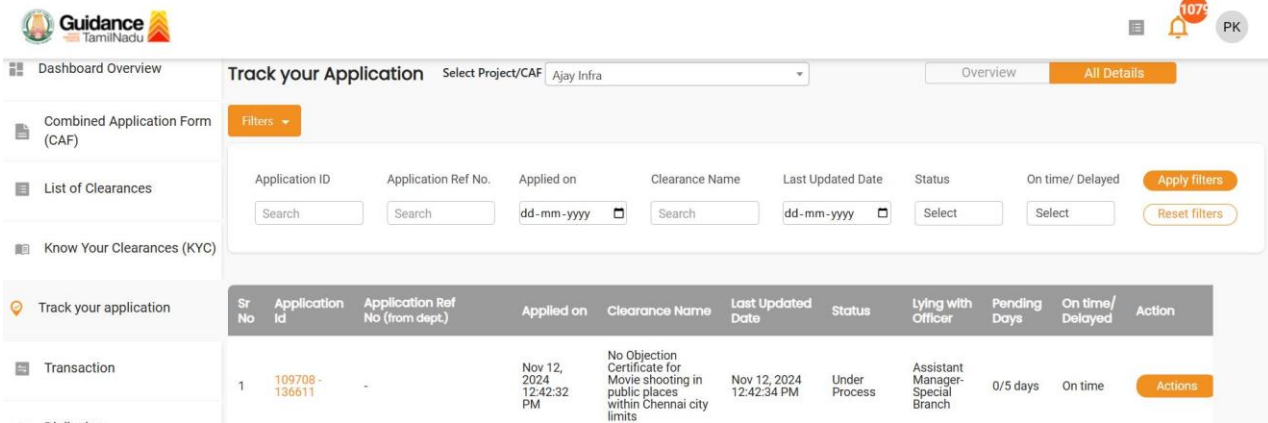 Guidance
TamilNadu
1079
PK
Dashboard Overview
Track your Application
Select Project/CAF
Ajay Infra
Overview
All Details
Combined Application Form
(CAF)
Filters
List of Clearances
Application ID
Application Ref No.
Applied on
Clearance Name
Last Updated Date
Status
On time/ Delayed
Apply filters
Search
Search
dd-mm-yyyy
Search
dd-mm-yyyy
Select
Select
Reset filters
Know Your Clearances (KYC)
Track your application
Sr
No
Application
Id
Application Ref
No (from dept.)
Applied on
Clearance Name
Last Updated
Date
Status
Lying with
Officer
Pending
Days
On time/
Delayed
Action
Transaction
1
109708 -
136611
-
Nov 12,
2024
12:42:32
PM
No Objection
Certificate for
Movie shooting in
public places
within Chennai city
limits
Nov 12, 2024
12:42:34 PM
Under
Process
Assistant
Manager-
Special
Branch
0/5 days
On time
Actions